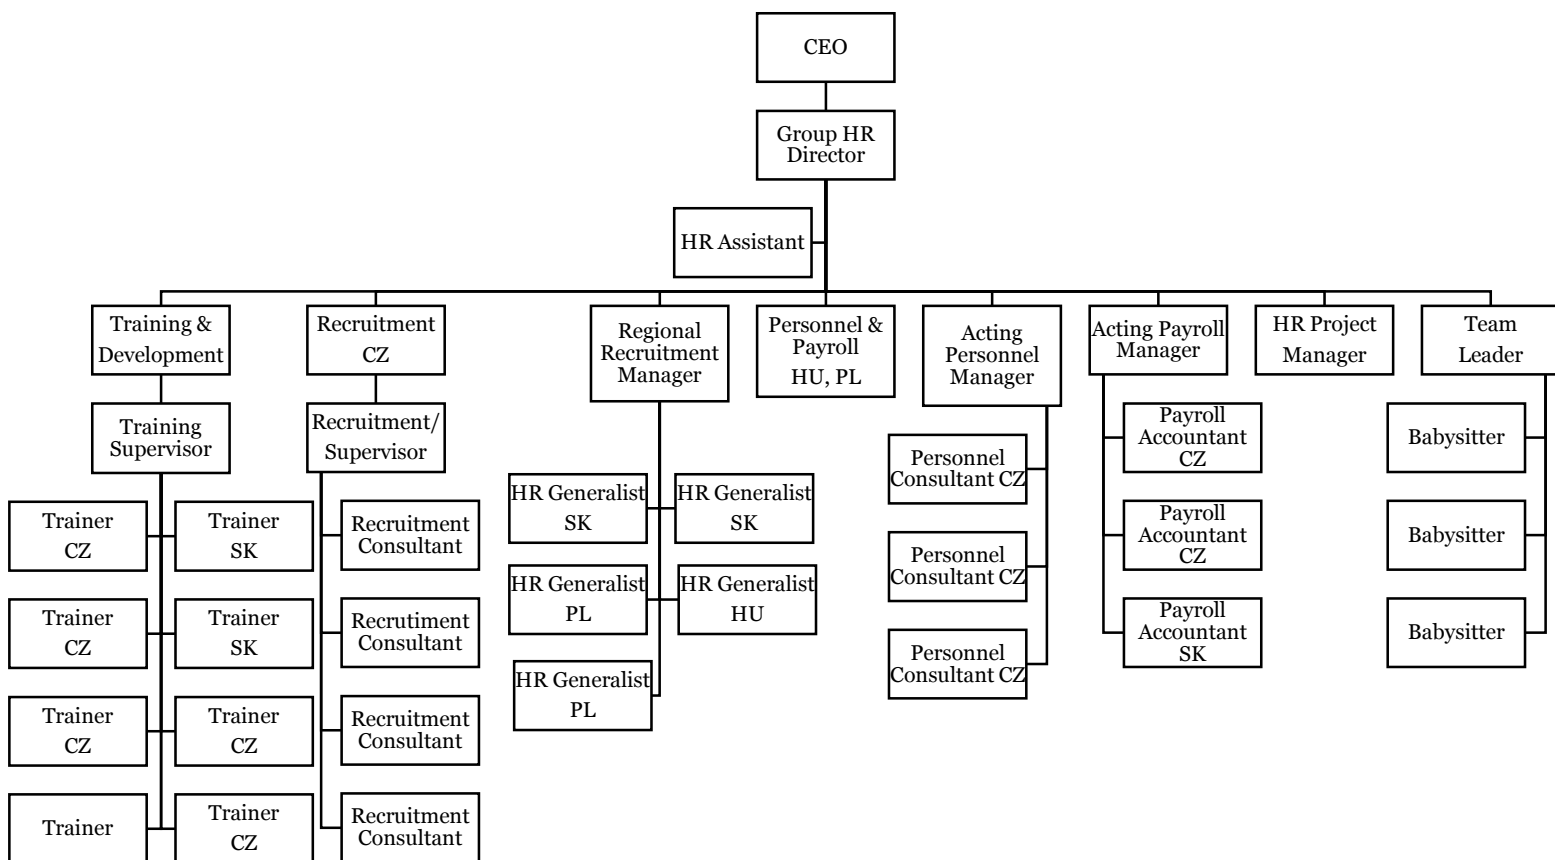 CEO
Group HR
Director
HR Assistant
Training &
Development
Recruitment
CZ
Regional
Recruitment
Manager
Personnel &
Payroll
HU, PL
Acting
Personnel
Manager
Acting Payroll
Manager
HR Project
Manager
Team
Leader
Training
Supervisor
Recruitment/
Supervisor
Trainer
CZ
Trainer
SK
Trainer
CZ
Trainer
SK
Trainer
CZ
Trainer
CZ
Trainer
Trainer
CZ
Recruitment
Consultant
Recrutiment
Consultant
Recruitment
Consultant
Recruitment
Consultant
HR Generalist
SK
HR Generalist
SK
HR Generalist
PL
HR Generalist
HU
HR Generalist
PL
Personnel
Consultant CZ
Personnel
Consultant CZ
Personnel
Consultant CZ
Payroll
Accountant
CZ
Payroll
Accountant
CZ
Payroll
Accountant
SK
Babysitter
Babysitter
Babysitter